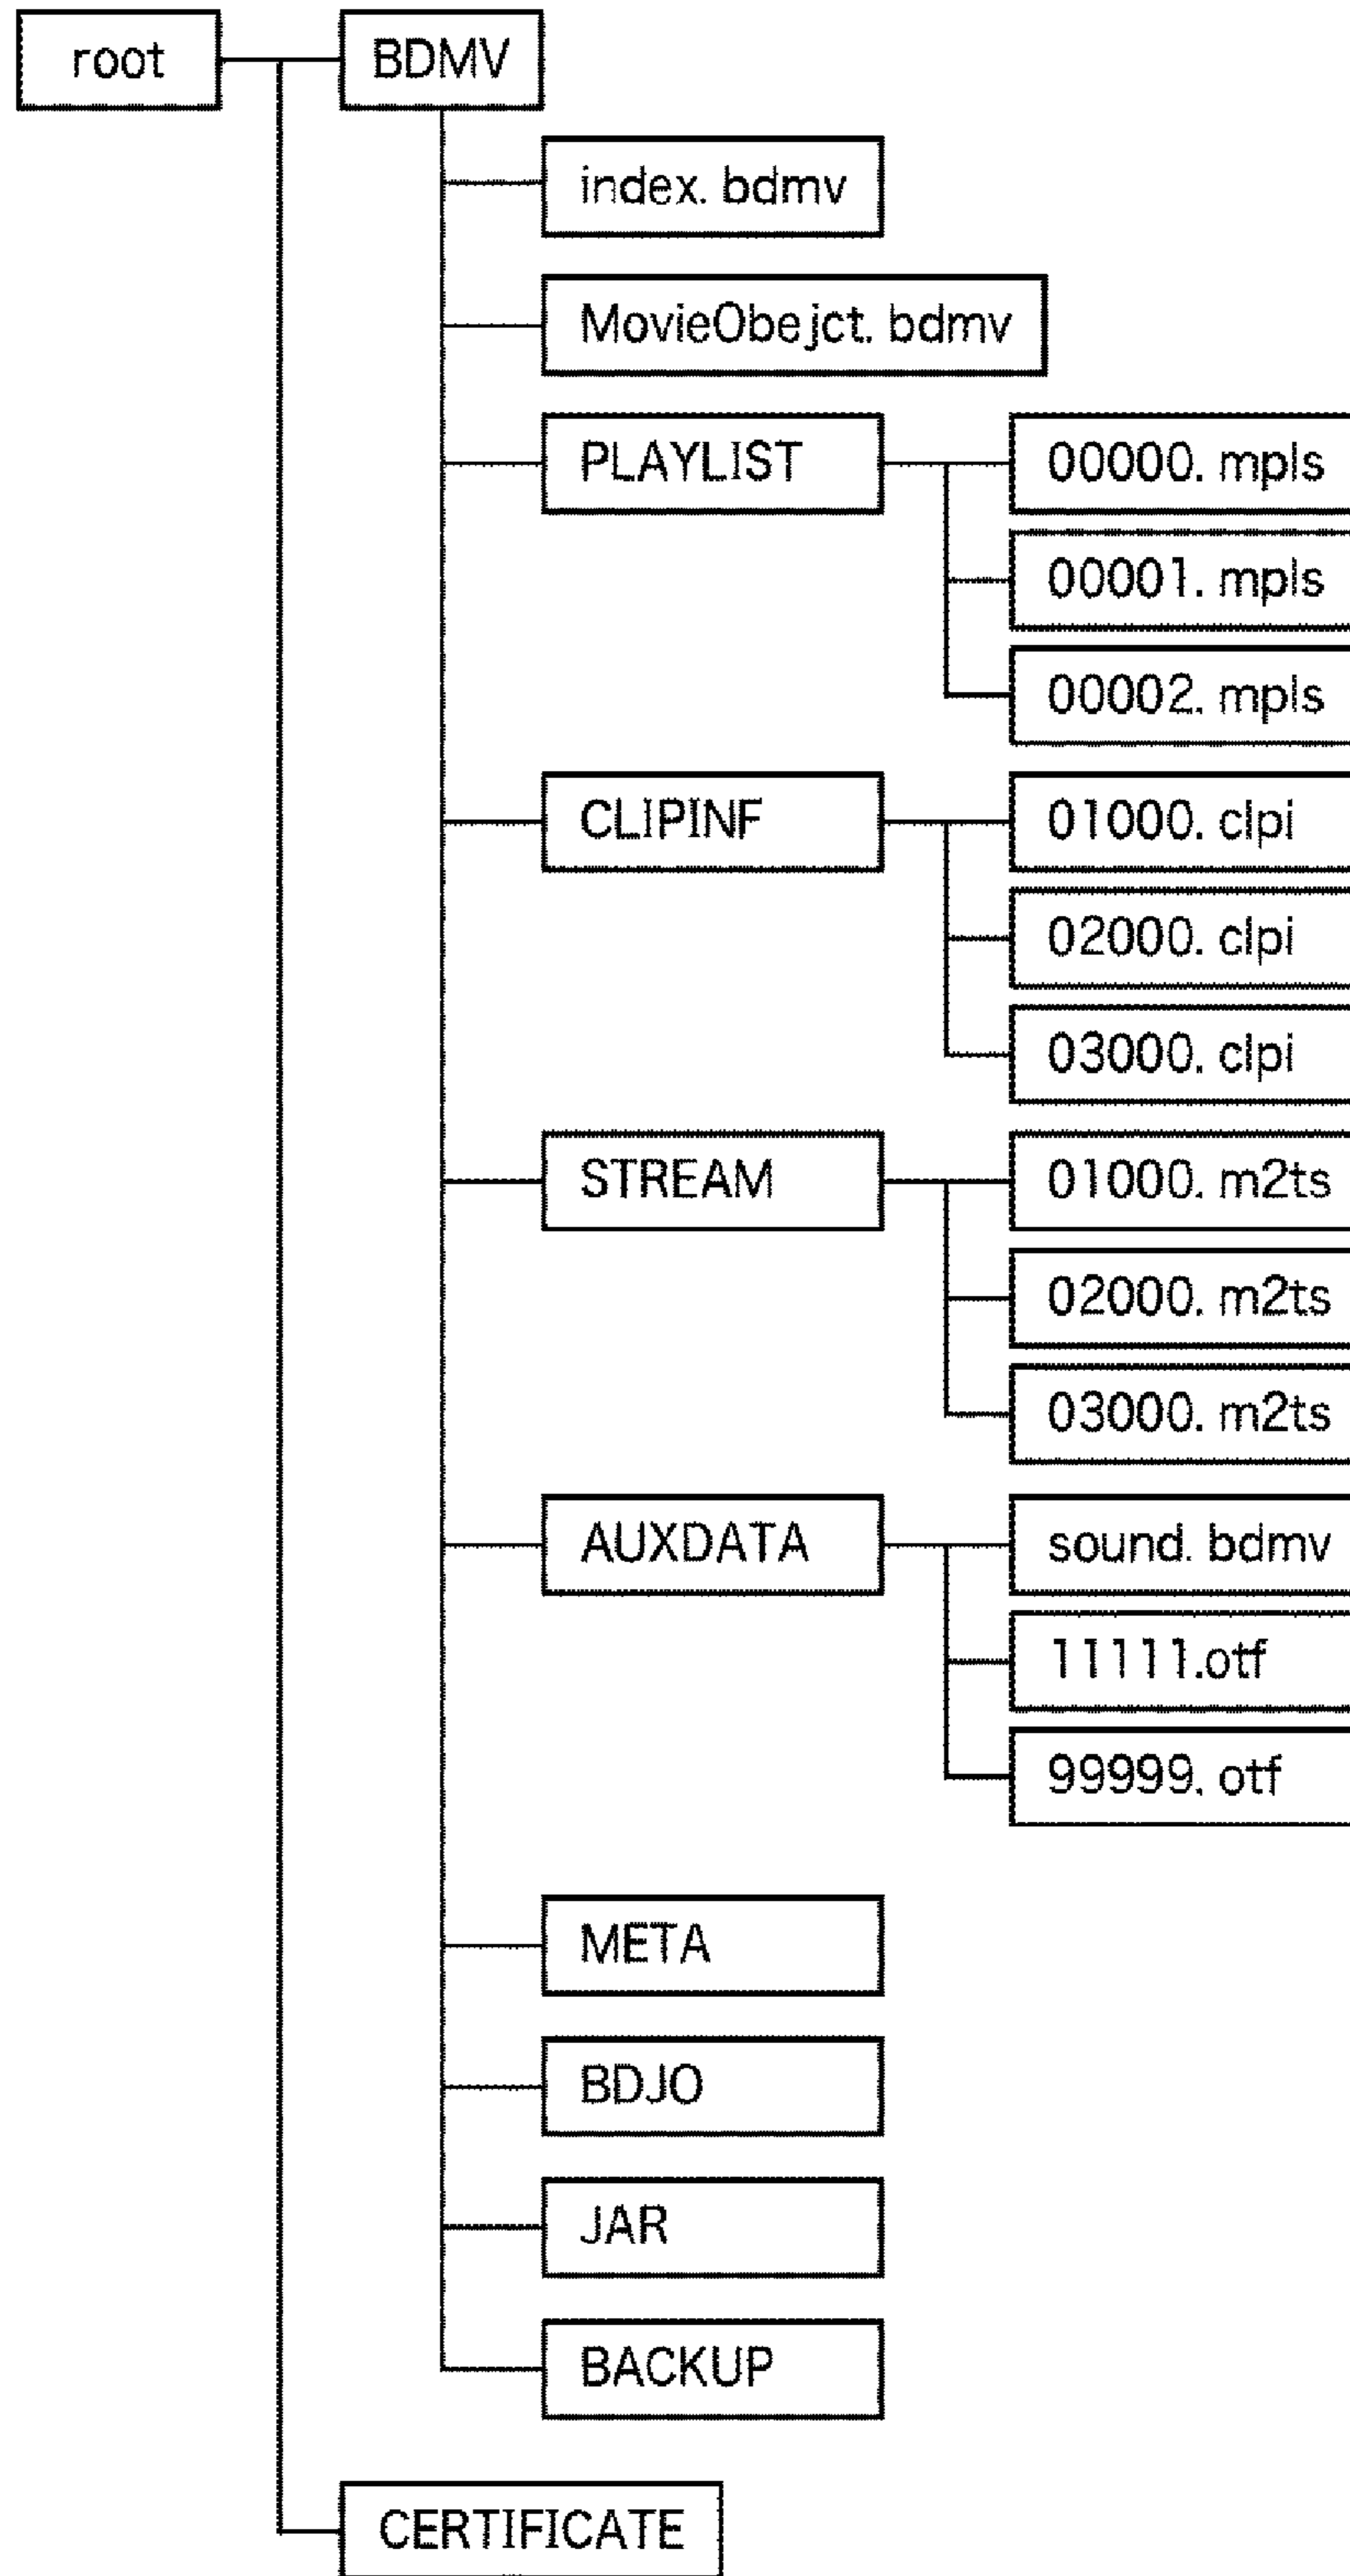 root
BDMV
index. bdmv
MovieObejct. bdmv
PLAYLIST
00000. mpls
00001. mpls
00002. mpls
CLIPINF
01000. clpi
02000. clpi
03000. clpi
STREAM
01000. m2ts
02000. m2ts
03000. m2ts
AUXDATA
sound. bdmv
11111.otf
99999. otf
META
BDJO
JAR
BACKUP
CERTIFICATE